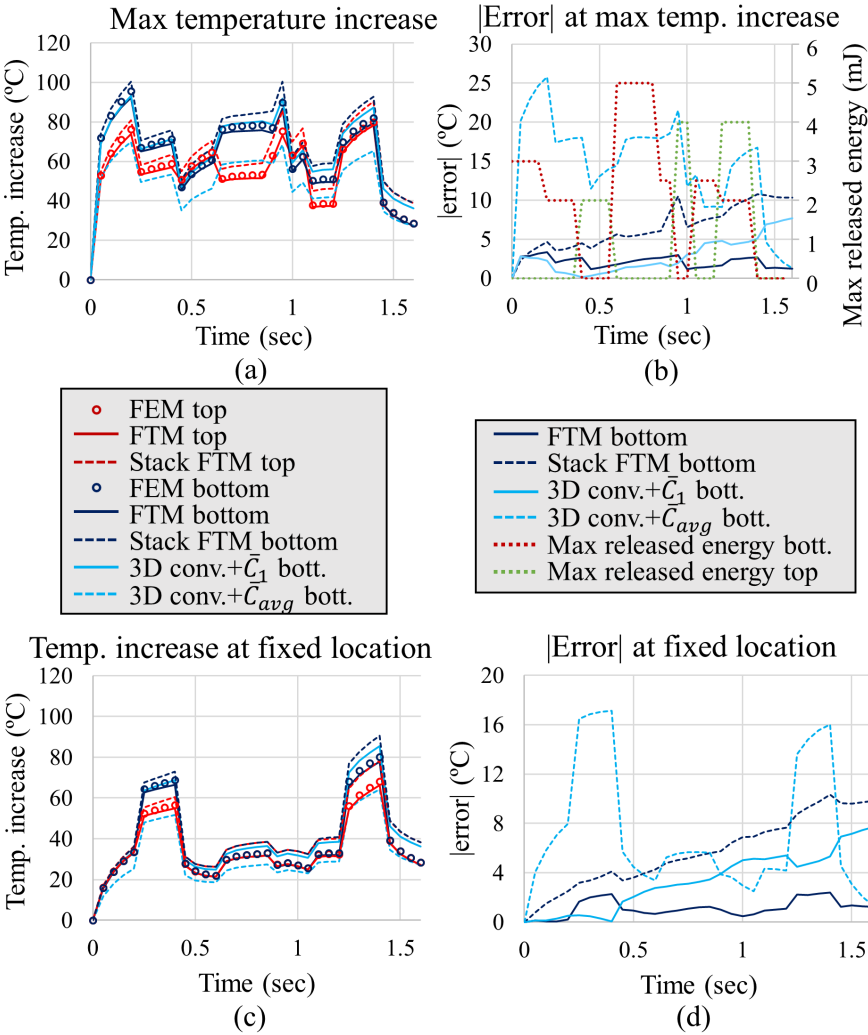 Max temperature increase
120
100
80
60
40
20
0
Temp. increase (ºC)
0
0.5
1
1.5
Time (sec)
(a)
|Error| at max temp. increase
30
25
20
15
10
5
0
|error| (ºC)
6
5
4
3
2
1
0
Max released energy (mJ)
0
0.5
1
1.5
Time (sec)
(b)
FEM top
FTM top
Stack FTM top
FEM bottom
FTM bottom
Stack FTM bottom
3D conv.+C̄₁ bott.
3D conv.+C̄ₐᵥg bott.
FTM bottom
Stack FTM bottom
3D conv.+C̄₁ bott.
3D conv.+C̄ₐᵥg bott.
Max released energy bott.
Max released energy top
Temp. increase at fixed location
120
100
80
60
40
20
0
Temp. increase (ºC)
0
0.5
1
1.5
Time (sec)
(c)
|Error| at fixed location
20
16
12
8
4
0
|error| (ºC)
0
0.5
1
1.5
Time (sec)
(d)